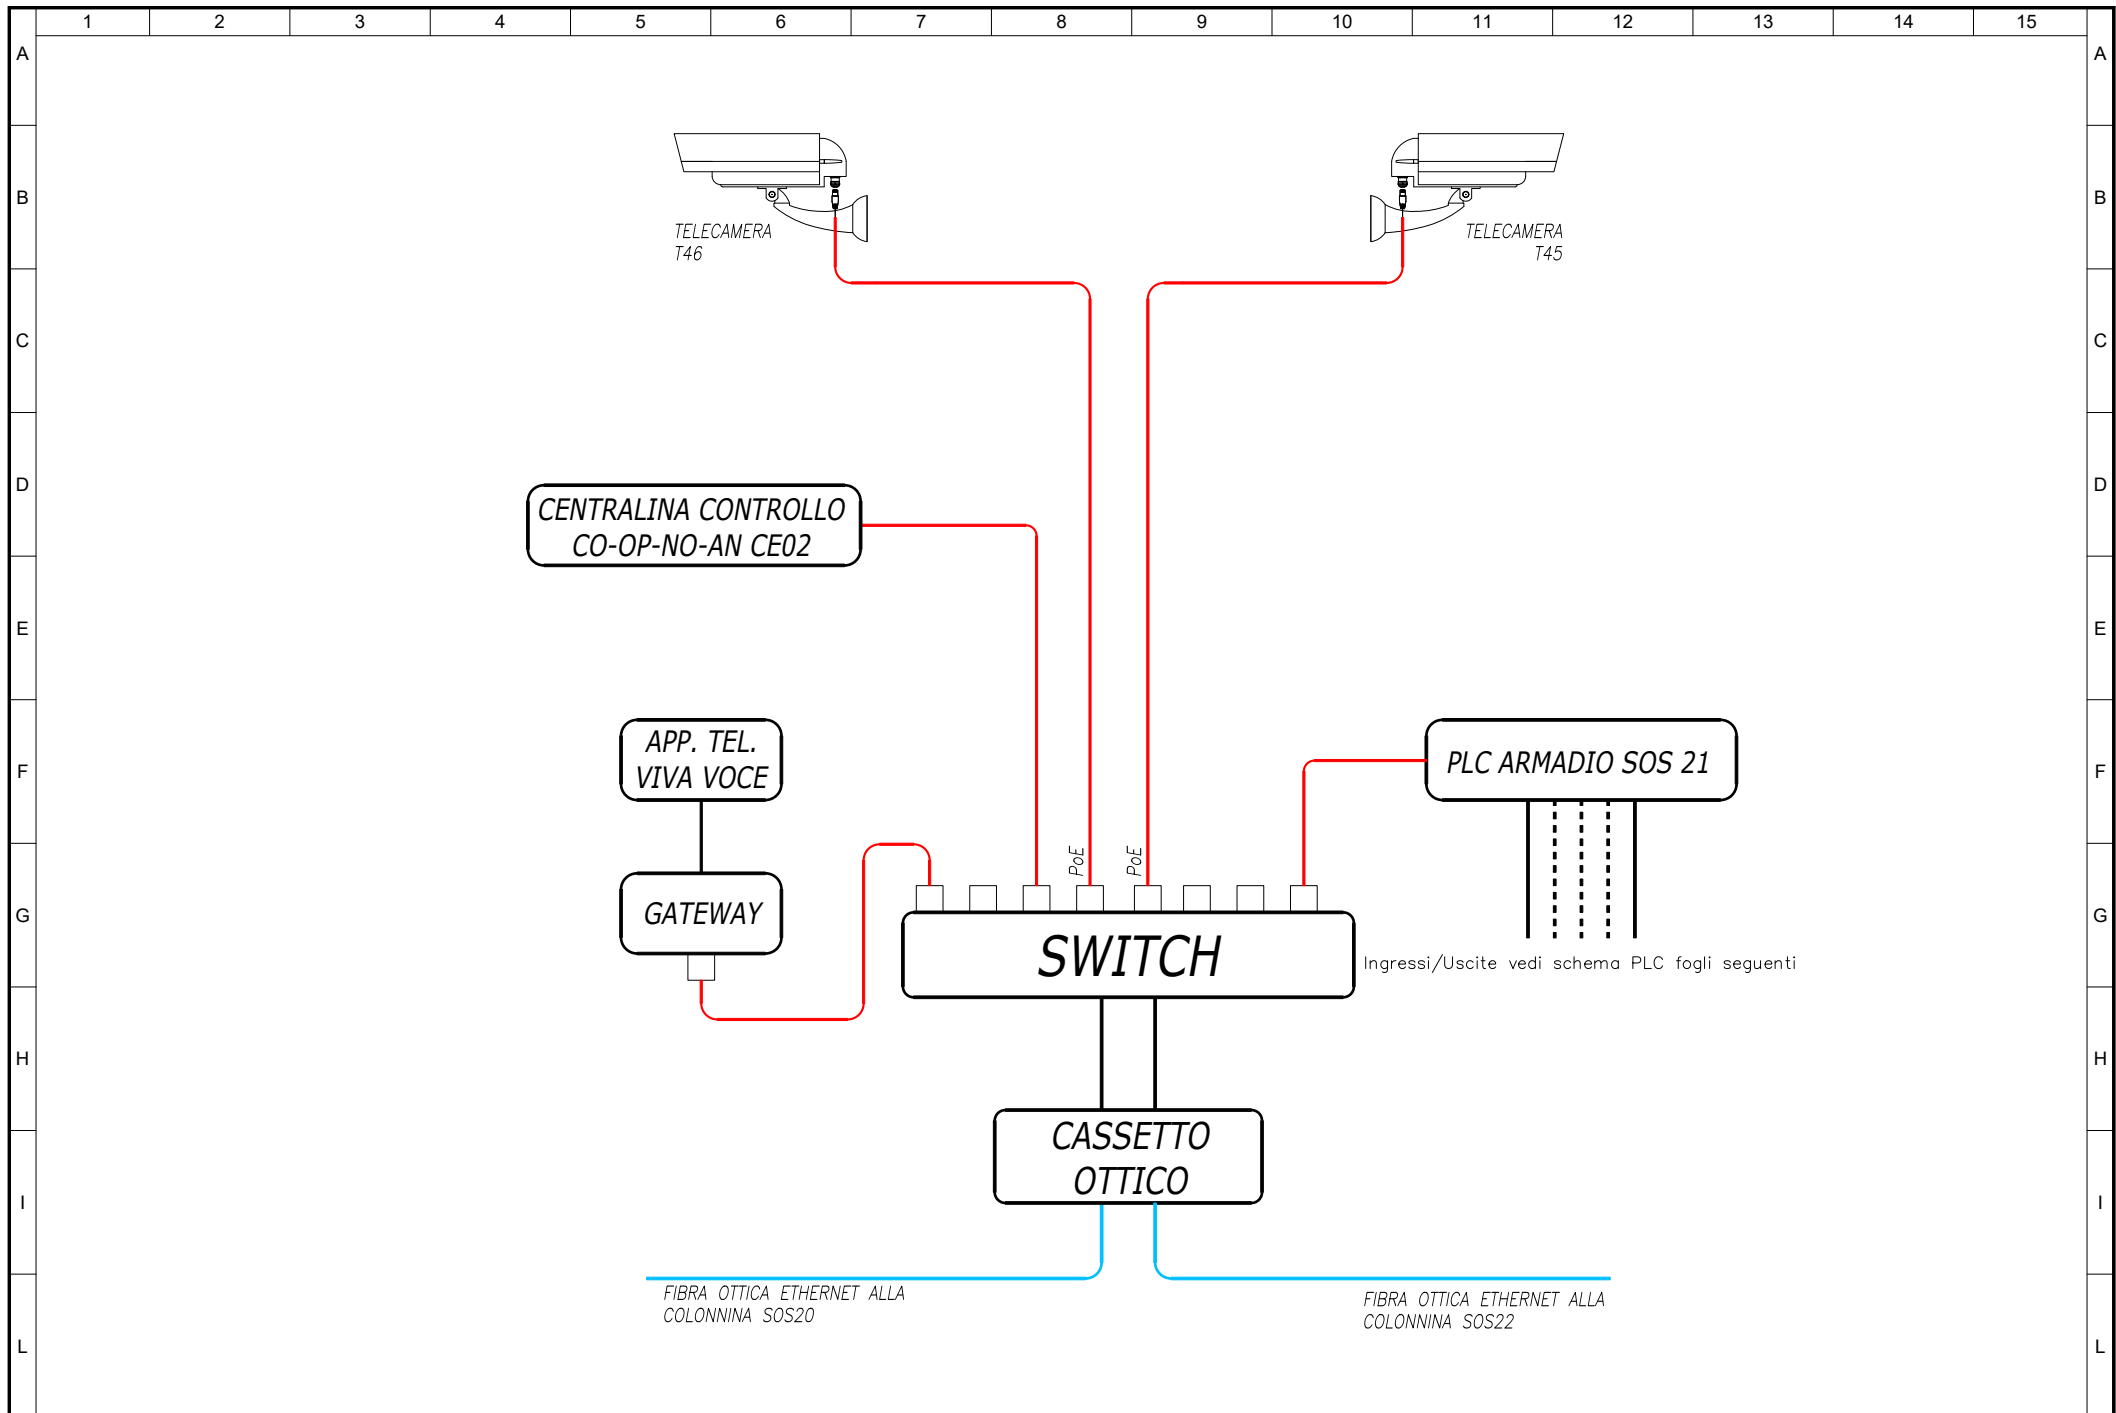 1 2 3 4 5 6 7 8 9 10 11 12 13 14 15
A A
B B
TELECAMERA
T46
TELECAMERA
T45
C C
D D
CENTRALINA CONTROLLO
CO-OP-NO-AN CE02
E E
F F
APP. TEL.
VIVA VOCE
PLC ARMADIO SOS 21
PoE PoE
G G
GATEWAY
SWITCH
Ingressi/Uscite vedi schema PLC fogli seguenti
H H
CASSETTO
OTTICO
I I
FIBRA OTTICA ETHERNET ALLA
COLONNINA SOS20
FIBRA OTTICA ETHERNET ALLA
COLONNINA SOS22
L L